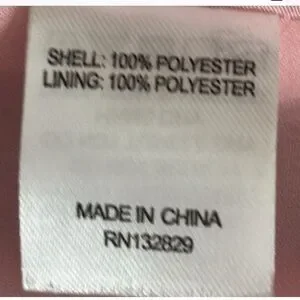 SHELL: 100% POLYESTER
LINING: 100% POLYESTER
MADE IN CHINA
RN132829